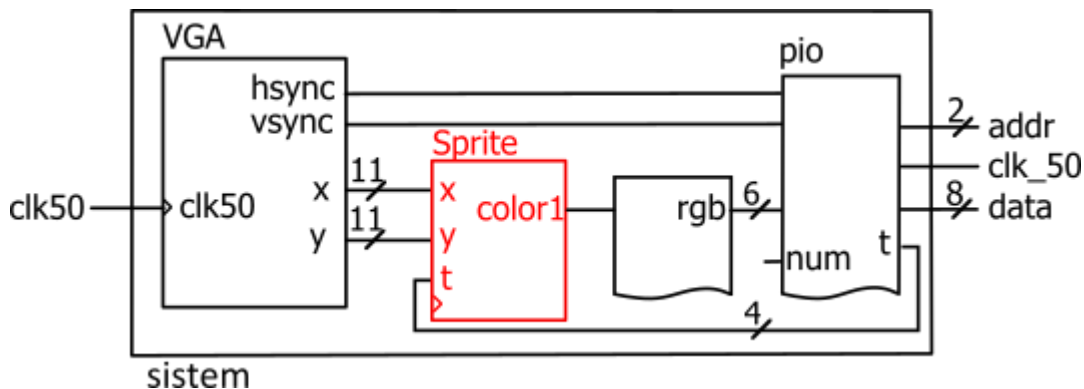 VGA
pio
hsync
vsync
2
addr
Sprite
clk_50
11
x
x
color1
rgb
6
8
data
clk50
clk50
11
y
y
t
num
t
4
sistem